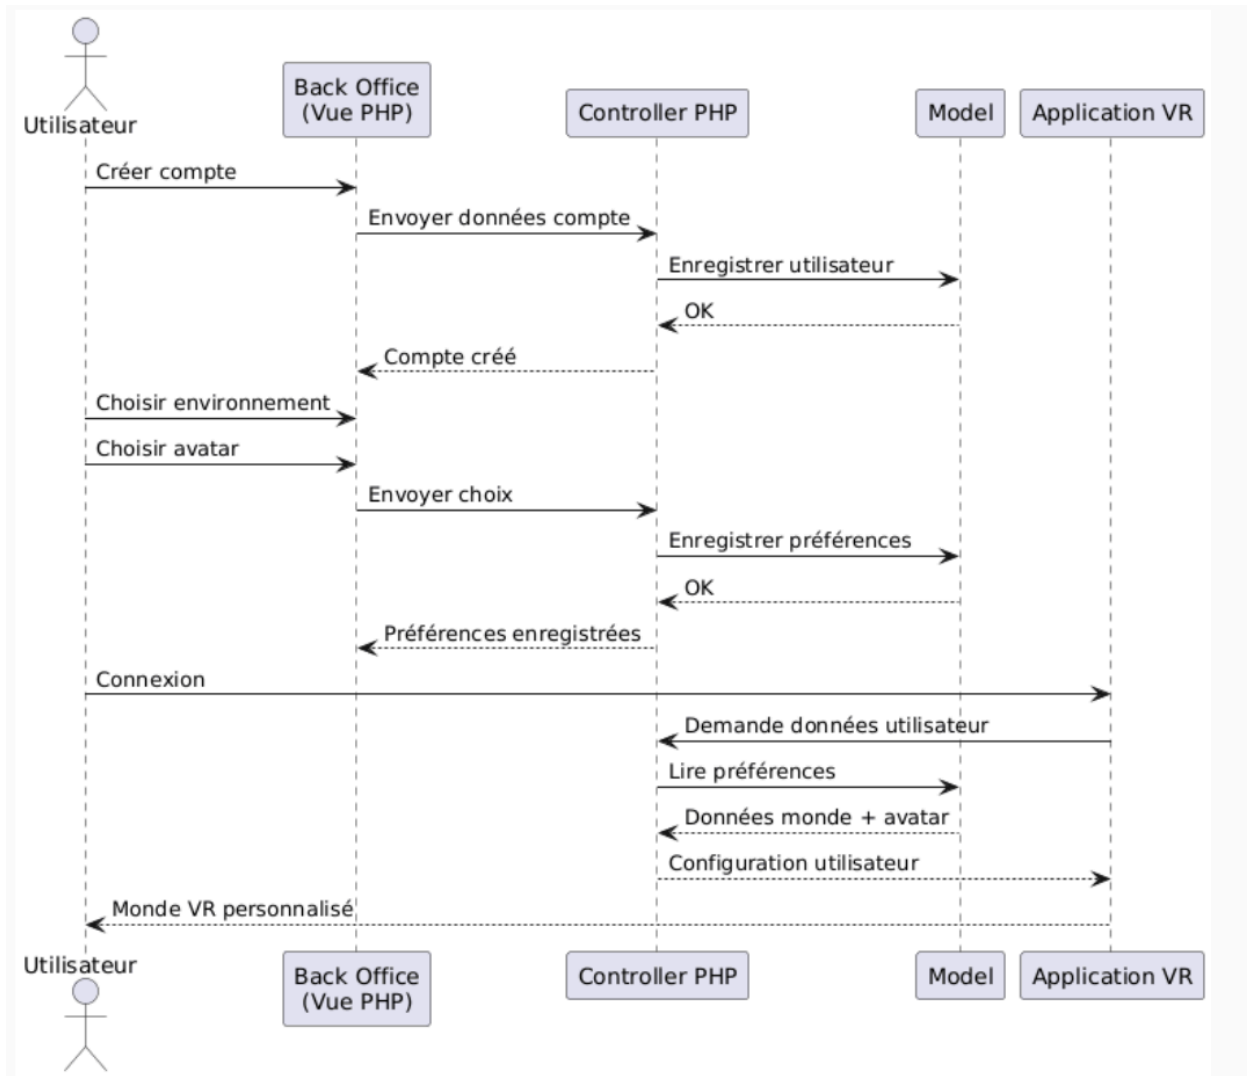 Utilisateur
Back Office
(Vue PHP)
Controller PHP
Model
Application VR
Créer compte
Envoyer données compte
Enregistrer utilisateur
OK
Compte créé
Choisir environnement
Choisir avatar
Envoyer choix
Enregistrer préférences
OK
Préférences enregistrées
Connexion
Demande données utilisateur
Lire préférences
Données monde + avatar
Configuration utilisateur
Monde VR personnalisé
Utilisateur
Back Office
(Vue PHP)
Controller PHP
Model
Application VR